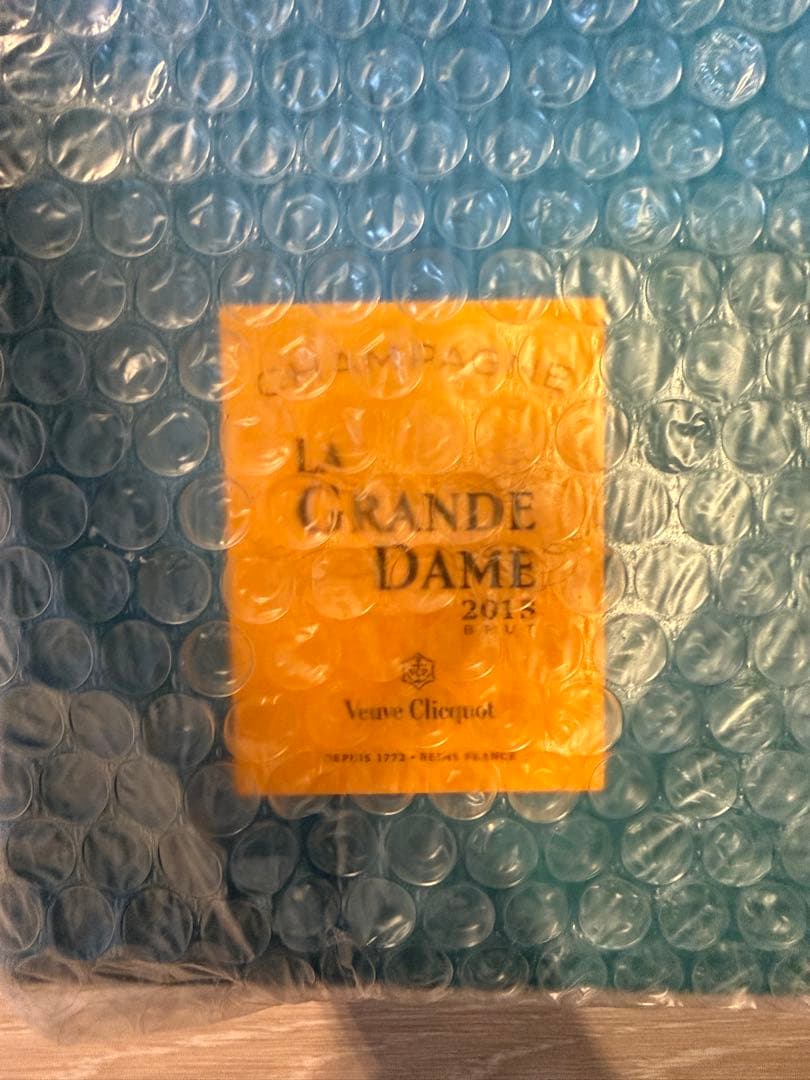 CHAMPAGNE
LA
GRANDE
DAME
BRUT
Veuve Clicquot
DEPUIS 1772 • REIMS FRANCE